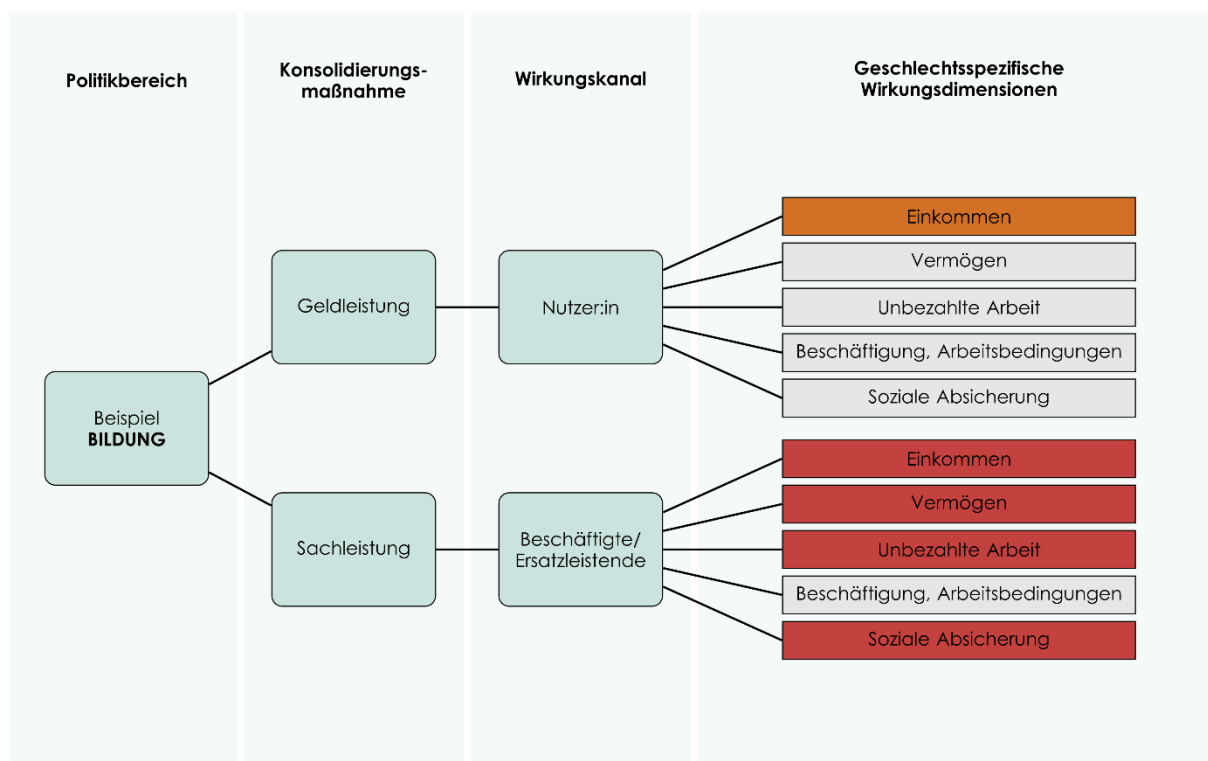 Politikbereich
Konsolidierungs-
maßnahme
Wirkungskanal
Geschlechtsspezifische
Wirkungsdimensionen
Beispiel
BILDUNG
Geldleistung
Nutzer:in
Einkommen
Vermögen
Unbezahlte Arbeit
Beschäftigung, Arbeitsbedingungen
Soziale Absicherung
Sachleistung
Beschäftigte/
Ersatzleistende
Einkommen
Vermögen
Unbezahlte Arbeit
Beschäftigung, Arbeitsbedingungen
Soziale Absicherung